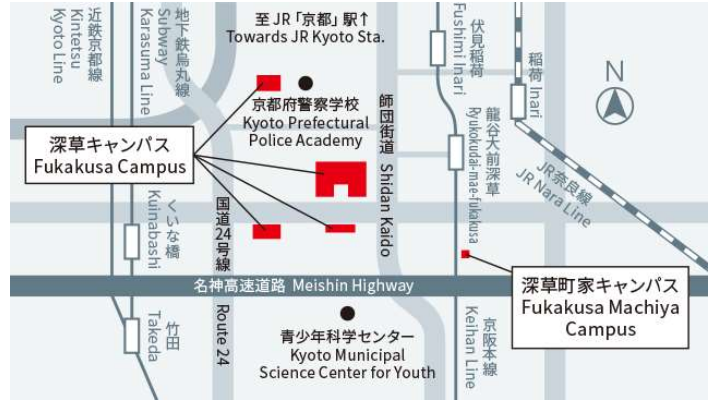 近鉄京都線
Kintetsu
Kyoto Line
地下鉄烏丸線
Subway
Karasuma Line
至 JR「京都」駅↑
Towards JR Kyoto Sta.
伏見稲荷
Fushimi Inari
稲荷 Inari
N
京都府警察学校
Kyoto Prefectural
Police Academy
師団街道 Shidan Kaido
龍谷大前深草
Ryukokudai-mae-fukakusa
JR奈良線
JR Nara Line
深草キャンパス
Fukakusa Campus
くいな橋
Kuinabashi
国道24号線
Route 24
名神高速道路 Meishin Highway
深草町家キャンパス
Fukakusa Machiya
Campus
竹田
Takeda
青少年科学センター
Kyoto Municipal
Science Center for Youth
京阪本線
Keihan Line